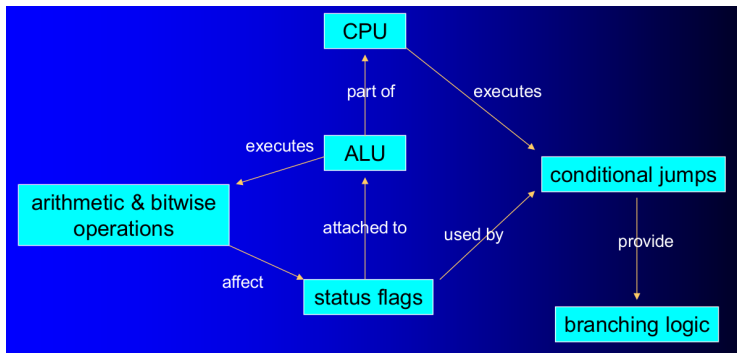 CPU
part of
executes
executes
ALU
conditional jumps
arithmetic & bitwise
operations
attached to
used by
provide
affect
status flags
branching logic